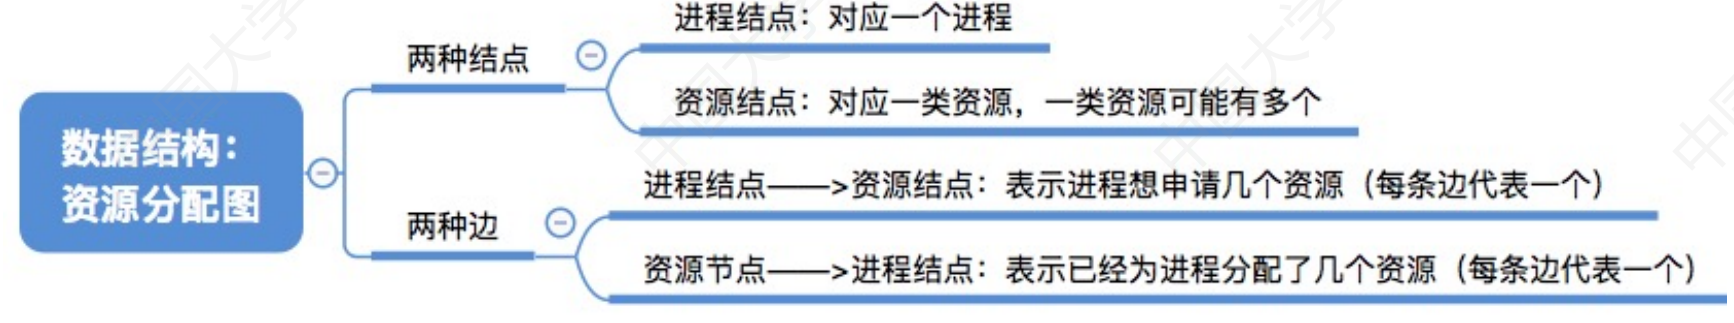 进程结点：对应一个进程
两种结点
资源结点：对应一类资源，一类资源可能有多个
数据结构：
资源分配图
进程结点——>资源结点：表示进程想申请几个资源（每条边代表一个）
两种边
资源节点——>进程结点：表示已经为进程分配了几个资源（每条边代表一个）